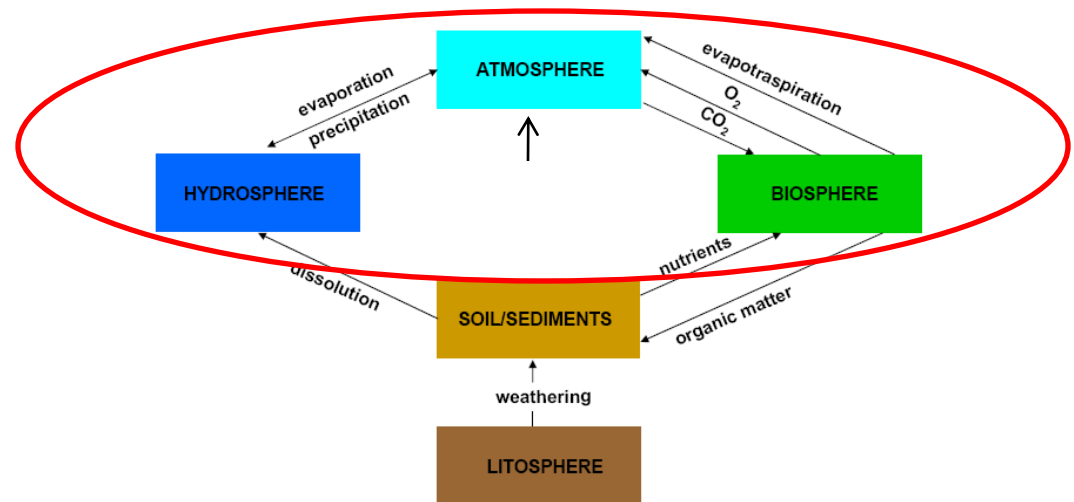 ATMOSPHERE
evapotraspiration
O2
CO2
evaporation
precipitation
HYDROSPHERE
BIOSPHERE
dissolution
nutrients
organic matter
SOIL/SEDIMENTS
weathering
LITOSPHERE